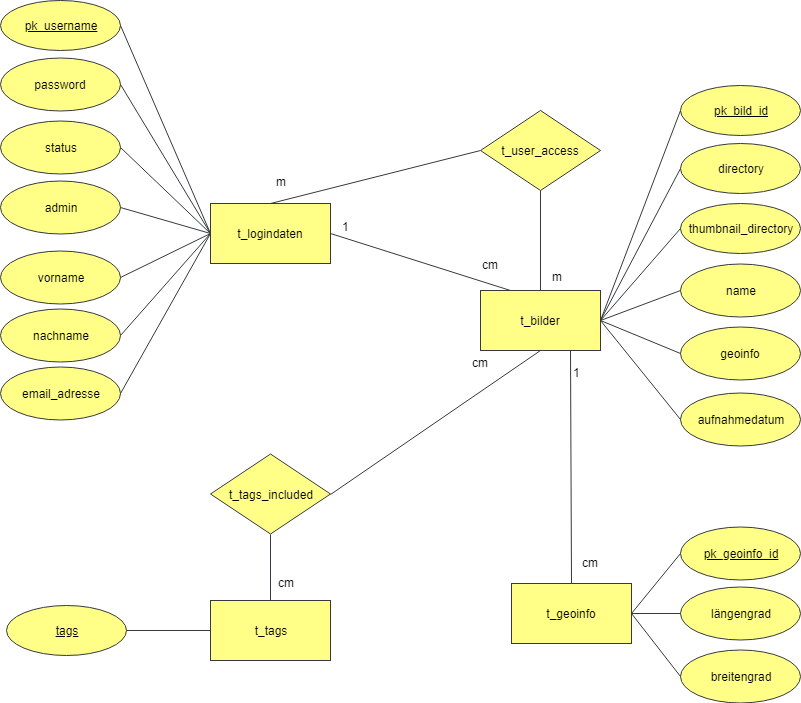 pk_username
password
status
admin
vorname
nachname
email_adresse
m
t_logindaten
1
t_user_access
cm
m
t_bilder
cm
1
pk_bild_id
directory
thumbnail_directory
name
geoinfo
aufnahmedatum
t_tags_included
cm
tags
t_tags
cm
t_geoinfo
pk_geoinfo_id
längengrad
breitengrad